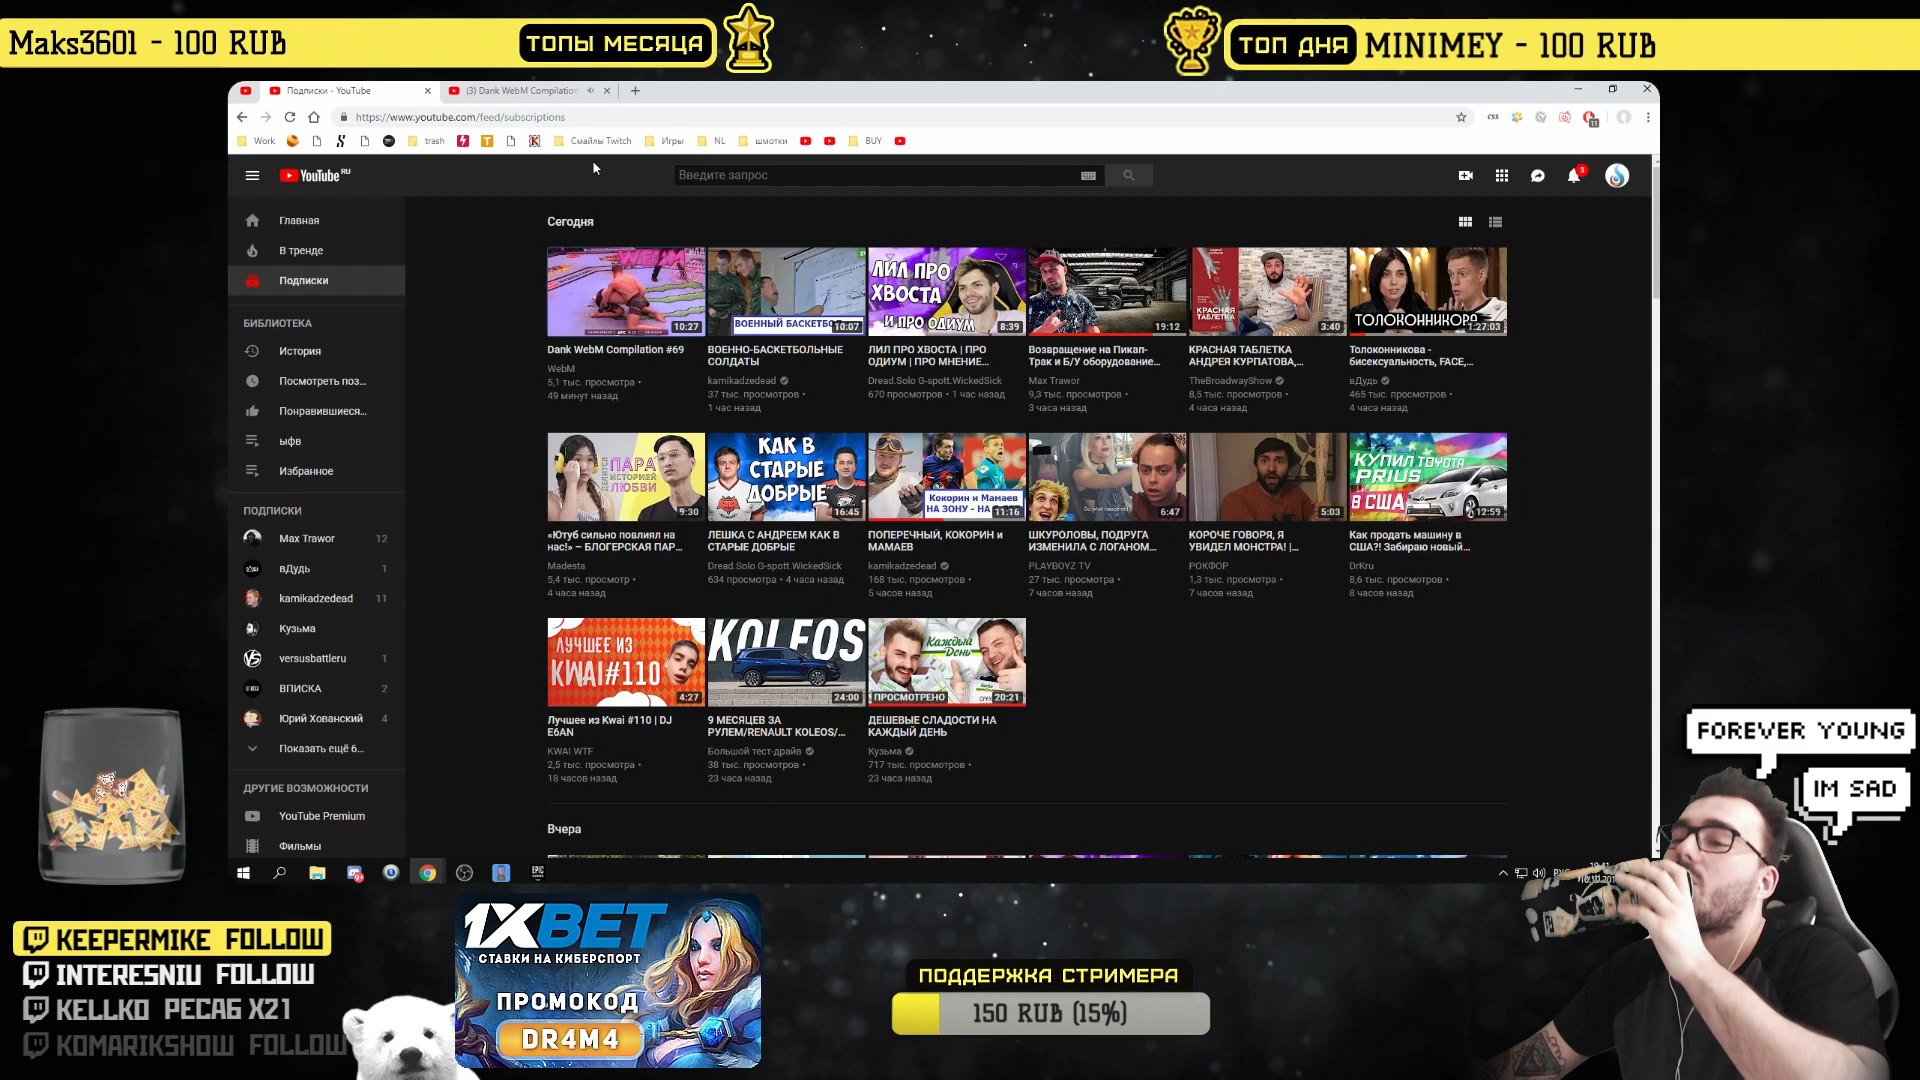 Maks3601 - 100 RUB
ТОПЫ МЕСЯЦА
ТОП ДНЯ
MINIMEY - 100 RUB
Подписки - YouTube
(3) Dank WebM Compilation
https://www.youtube.com/feed/subscriptions
Work
trash
Смайлы Twitch
Игры
NL
шмотки
BUY
YouTube RU
Введите запрос
3
Главная
В тренде
Подписки
БИБЛИОТЕКА
История
Посмотреть поз...
Понравившиеся...
ыфв
Избранное
ПОДПИСКИ
Max Trawor 12
вДудь 1
kamikadzedead 11
Кузьма
versusbattleru 1
ВПИСКА 2
Юрий Хованский 4
Показать ещё 6...
ДРУГИЕ ВОЗМОЖНОСТИ
YouTube Premium
Фильмы
Сегодня
10:27
Dank WebM Compilation #69
WebM
5,1 тыс. просмотра •
49 минут назад
10:07
ВОЕННО-БАСКЕТБОЛЬНЫЕ
СОЛДАТЫ
kamikadzedead
37 тыс. просмотров •
1 час назад
ЛИЛ ПРО
ХВОСТА
И ПРО ОДИУМ
8:39
ЛИЛ ПРО ХВОСТА | ПРО
ОДИУМ | ПРО МНЕНИЕ...
Dread.Solo G-spott.WickedSick
670 просмотров • 1 час назад
19:12
Возвращение на Пикап-
Трак и Б/У оборудование...
Max Trawor
9,3 тыс. просмотров •
3 часа назад
КРАСНАЯ
ТАБЛЕТКА
3:40
КРАСНАЯ ТАБЛЕТКА
АНДРЕЯ КУРПАТОВА,...
TheBroadwayShow
8,5 тыс. просмотров •
4 часа назад
ТОЛОКОННИКОВА
1:27:03
Толоконникова -
бисексуальность, FACE,...
вДудь
465 тыс. просмотров •
4 часа назад
ПАРА
ДЕЛИТСЯ
ИСТОРИЕЙ
ЛЮБВИ
9:30
«Ютуб сильно повлиял на
нас!» – БЛОГЕРСКАЯ ПАР...
Madesta
5,4 тыс. просмотр •
4 часа назад
КАК В
СТАРЫЕ
ДОБРЫЕ
16:45
ЛЕШКА С АНДРЕЕМ КАК В
СТАРЫЕ ДОБРЫЕ
Dread.Solo G-spott.WickedSick
634 просмотра • 4 часа назад
Кокорин и Мамаев
НА ЗОНУ - НА
11:16
ПОПЕРЕЧНЫЙ, КОКОРИН и
МАМАЕВ
kamikadzedead
168 тыс. просмотров •
5 часов назад
6:47
ШКУРОЛОВЫ, ПОДРУГА
ИЗМЕНИЛА С ЛОГАНОМ...
PLAYBOYZ TV
27 тыс. просмотра •
7 часов назад
5:03
КОРОЧЕ ГОВОРЯ, Я
УВИДЕЛ МОНСТРА! |...
РОКФОР
1,3 тыс. просмотра •
7 часов назад
КУПИЛ TOYOTA
PRIUS
В США
12:59
Как продать машину в
США?! Забираю новый...
DrKru
8,6 тыс. просмотров •
8 часов назад
ЛУЧШЕЕ ИЗ
KWAI#110
4:27
Лучшее из Kwai #110 | DJ
E6AN
KWAI WTF
2,5 тыс. просмотра •
18 часов назад
KOLEOS
24:00
9 МЕСЯЦЕВ ЗА
РУЛЕМ/RENAULT KOLEOS/...
Большой тест-драйв
38 тыс. просмотров •
23 часа назад
Каждый
День
ПРОСМОТРЕНО
20:21
ДЕШЕВЫЕ СЛАДОСТИ НА
КАЖДЫЙ ДЕНЬ
Кузьма
717 тыс. просмотров •
23 часа назад
Вчера
FOREVER YOUNG
IM SAD
KEEPERMIKE FOLLOW
INTERESNIU FOLLOW
KELLKO РЕСАБ X21
KOMARIKSHOW FOLLOW
1XBET
СТАВКИ НА КИБЕРСПОРТ
ПРОМОКОД
DR4M4
ПОДДЕРЖКА СТРИМЕРА
150 RUB (15%)